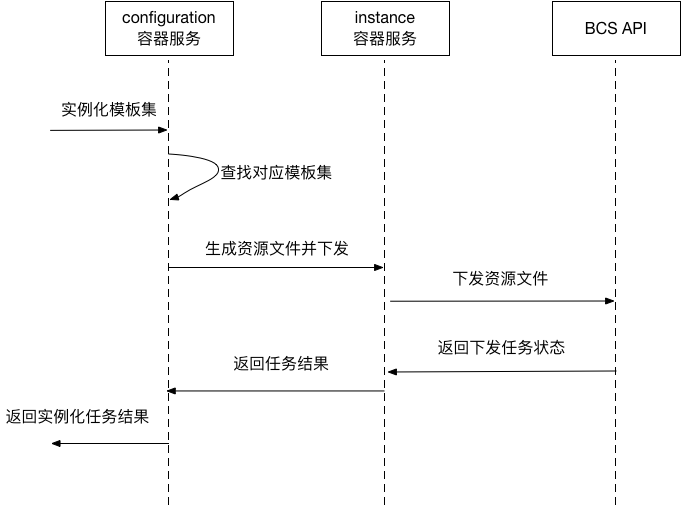 configuration
容器服务
instance
容器服务
BCS API
实例化模板集
查找对应模板集
生成资源文件并下发
下发资源文件
返回下发任务状态
返回任务结果
返回实例化任务结果